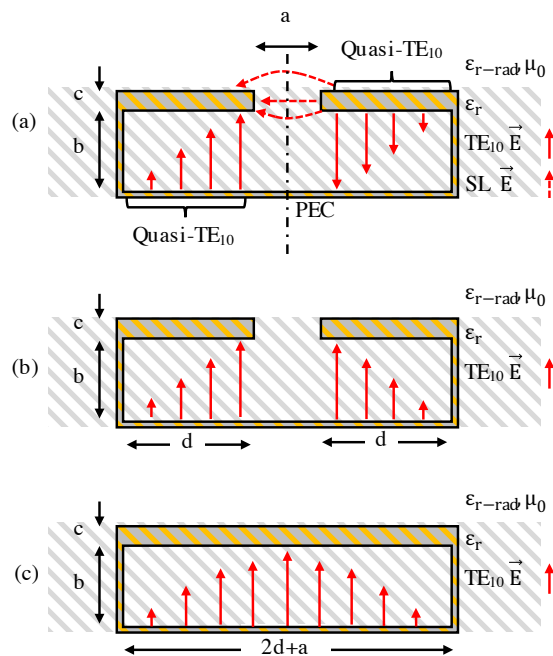 a
Quasi-TE₁₀
εr−rad, μ₀
c
εr
(a)
b
TE₁₀ E⃗
SL E⃗
Quasi-TE₁₀
PEC
εr−rad, μ₀
c
εr
(b)
b
TE₁₀ E⃗
d
d
εr−rad, μ₀
c
εr
(c)
b
TE₁₀ E⃗
2d+a